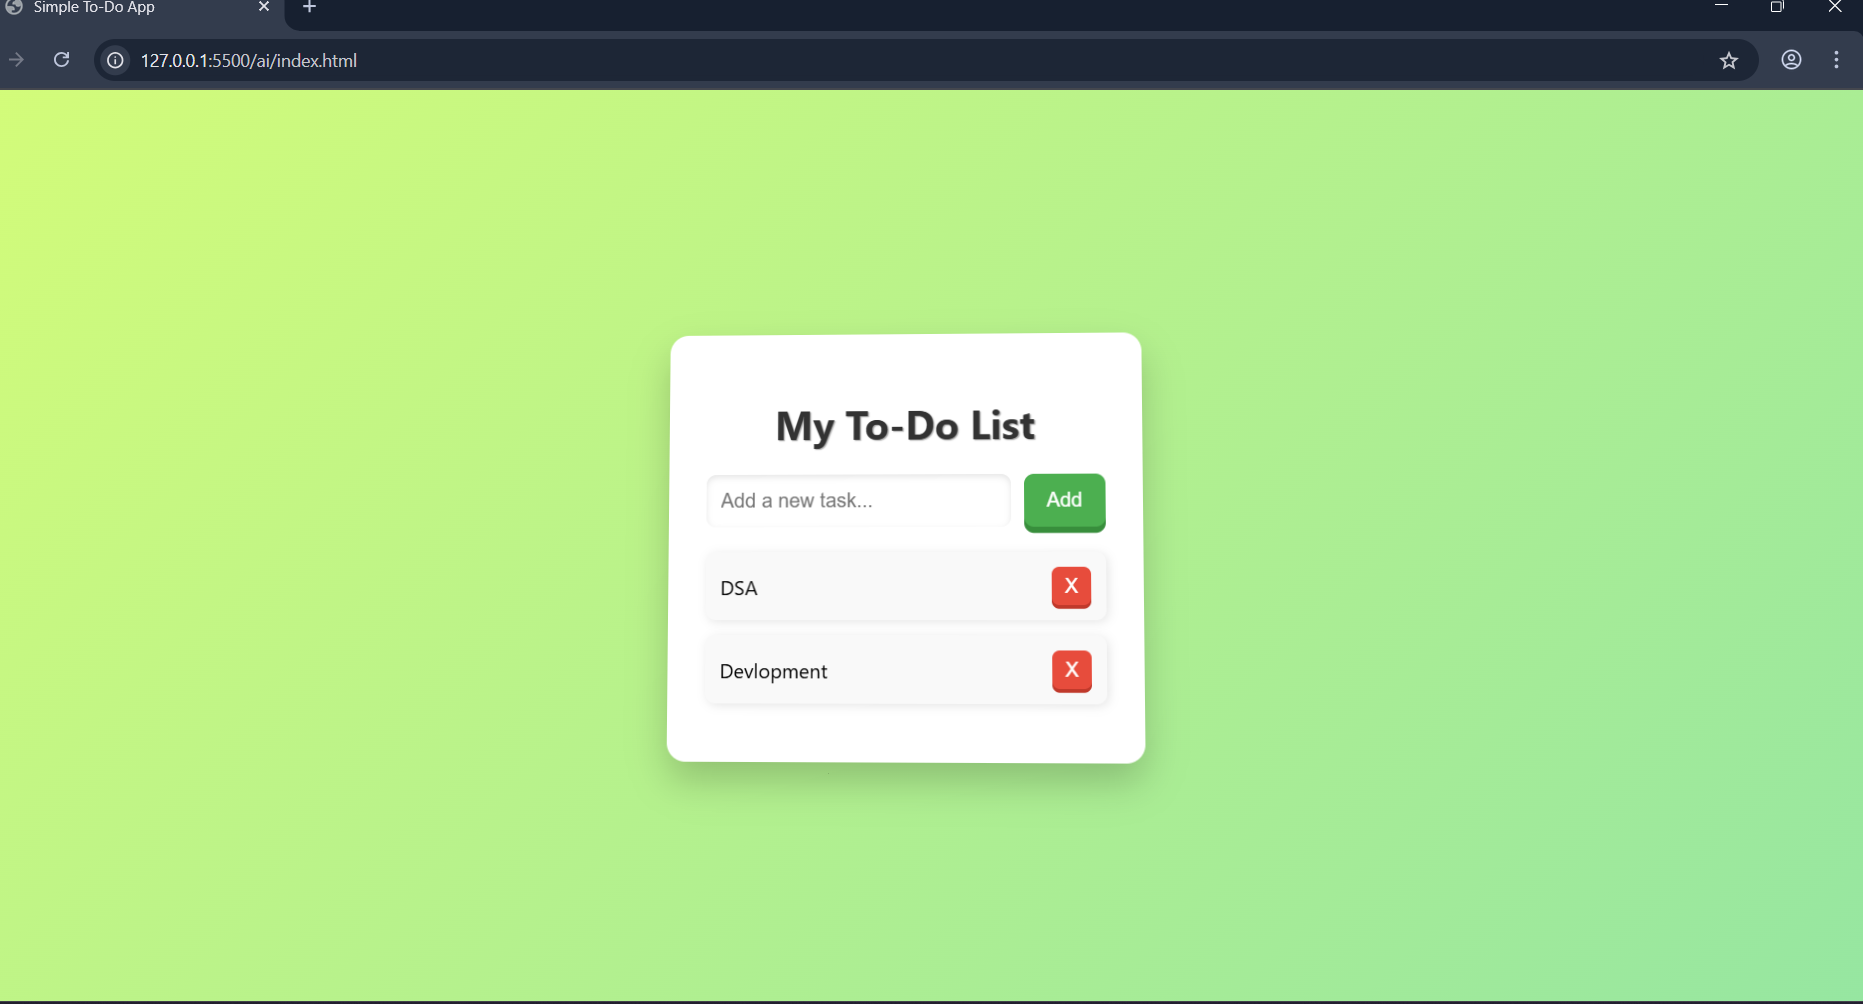 Simple To-Do App
127.0.0.1:5500/ai/index.html
My To-Do List
Add a new task... Add
DSA X
Devlopment X